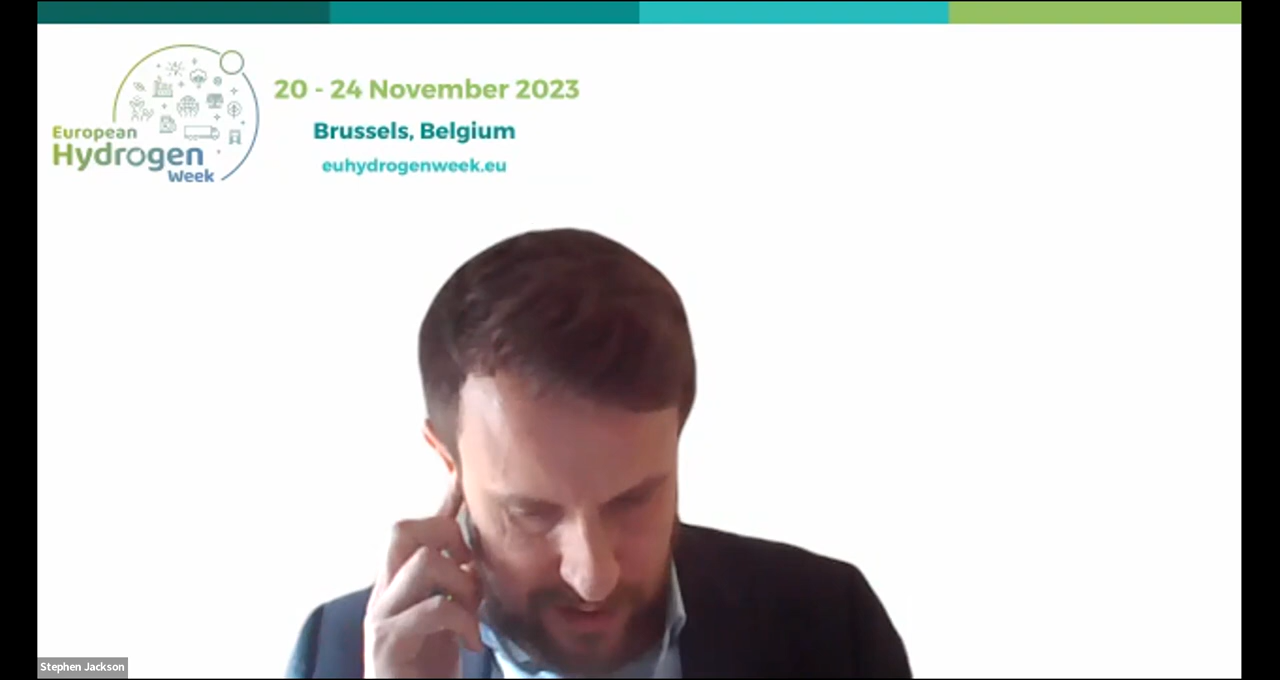 European
Hydrogen
Week
20 - 24 November 2023
Brussels, Belgium
euhydrogenweek.eu
Stephen Jackson